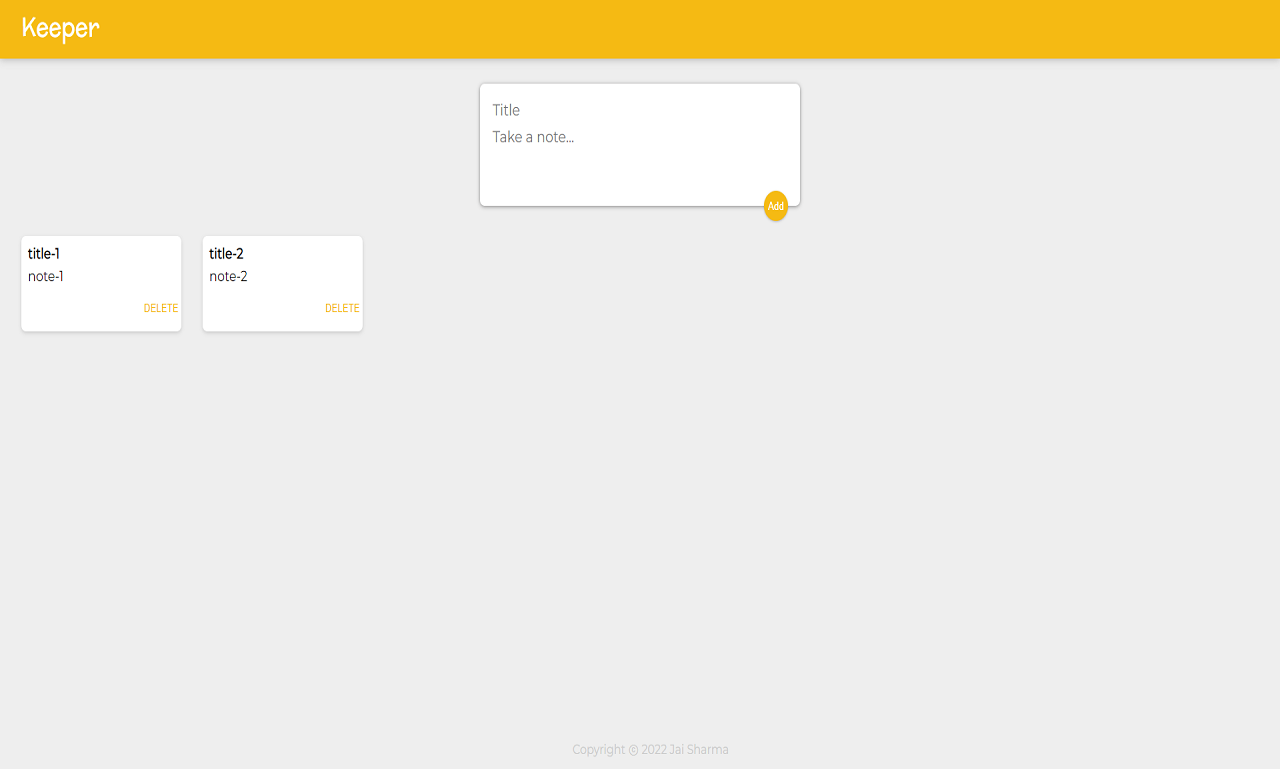 Keeper
Title
Take a note...
Add
title-1
note-1
DELETE
title-2
note-2
DELETE
Copyright © 2022 Jai Sharma